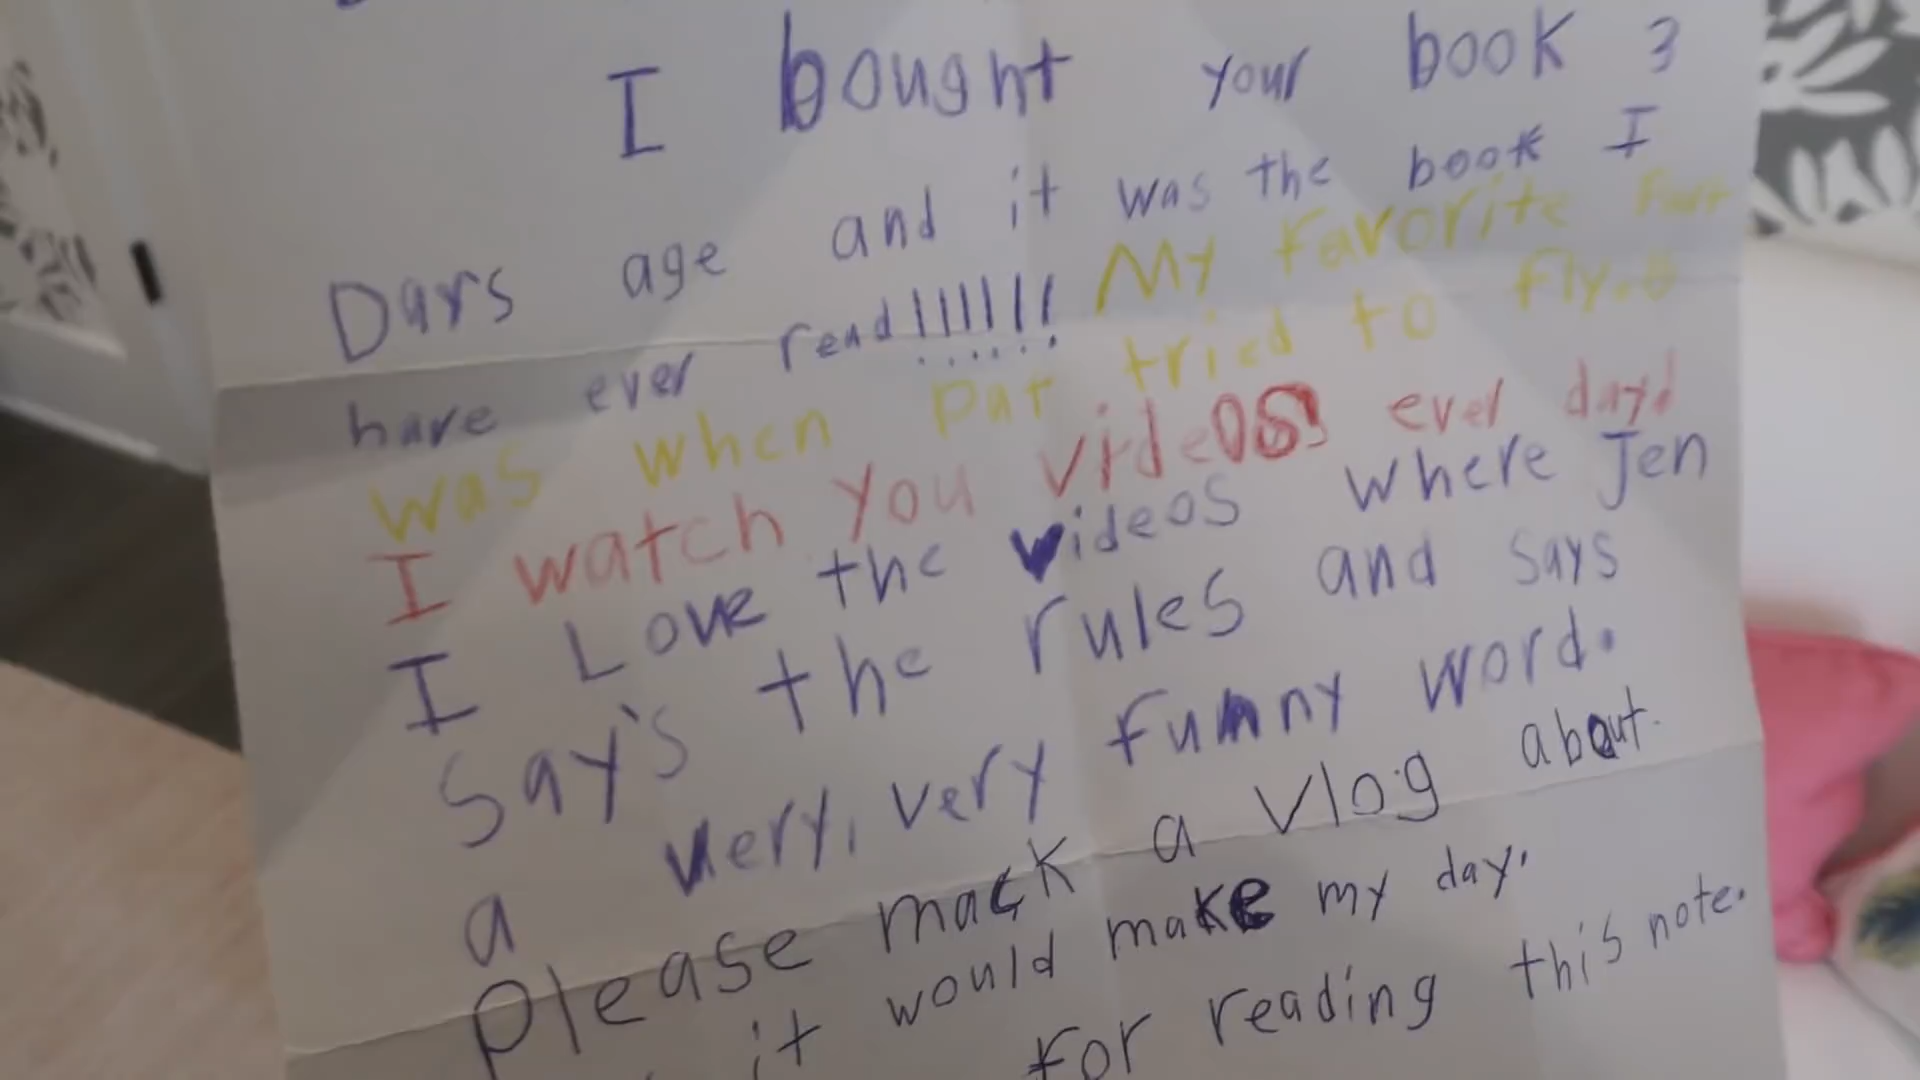 I bought your book 3
Days age and it was the book I
have ever read!!!!!! My favorite Part
was when Pat tried to fly.
I watch you videos ever day!
I Love the videos where Jen
Say's the rules and says
a very, very funny word.
Please mack a Vlog about
it would make my day.
for reading this note.